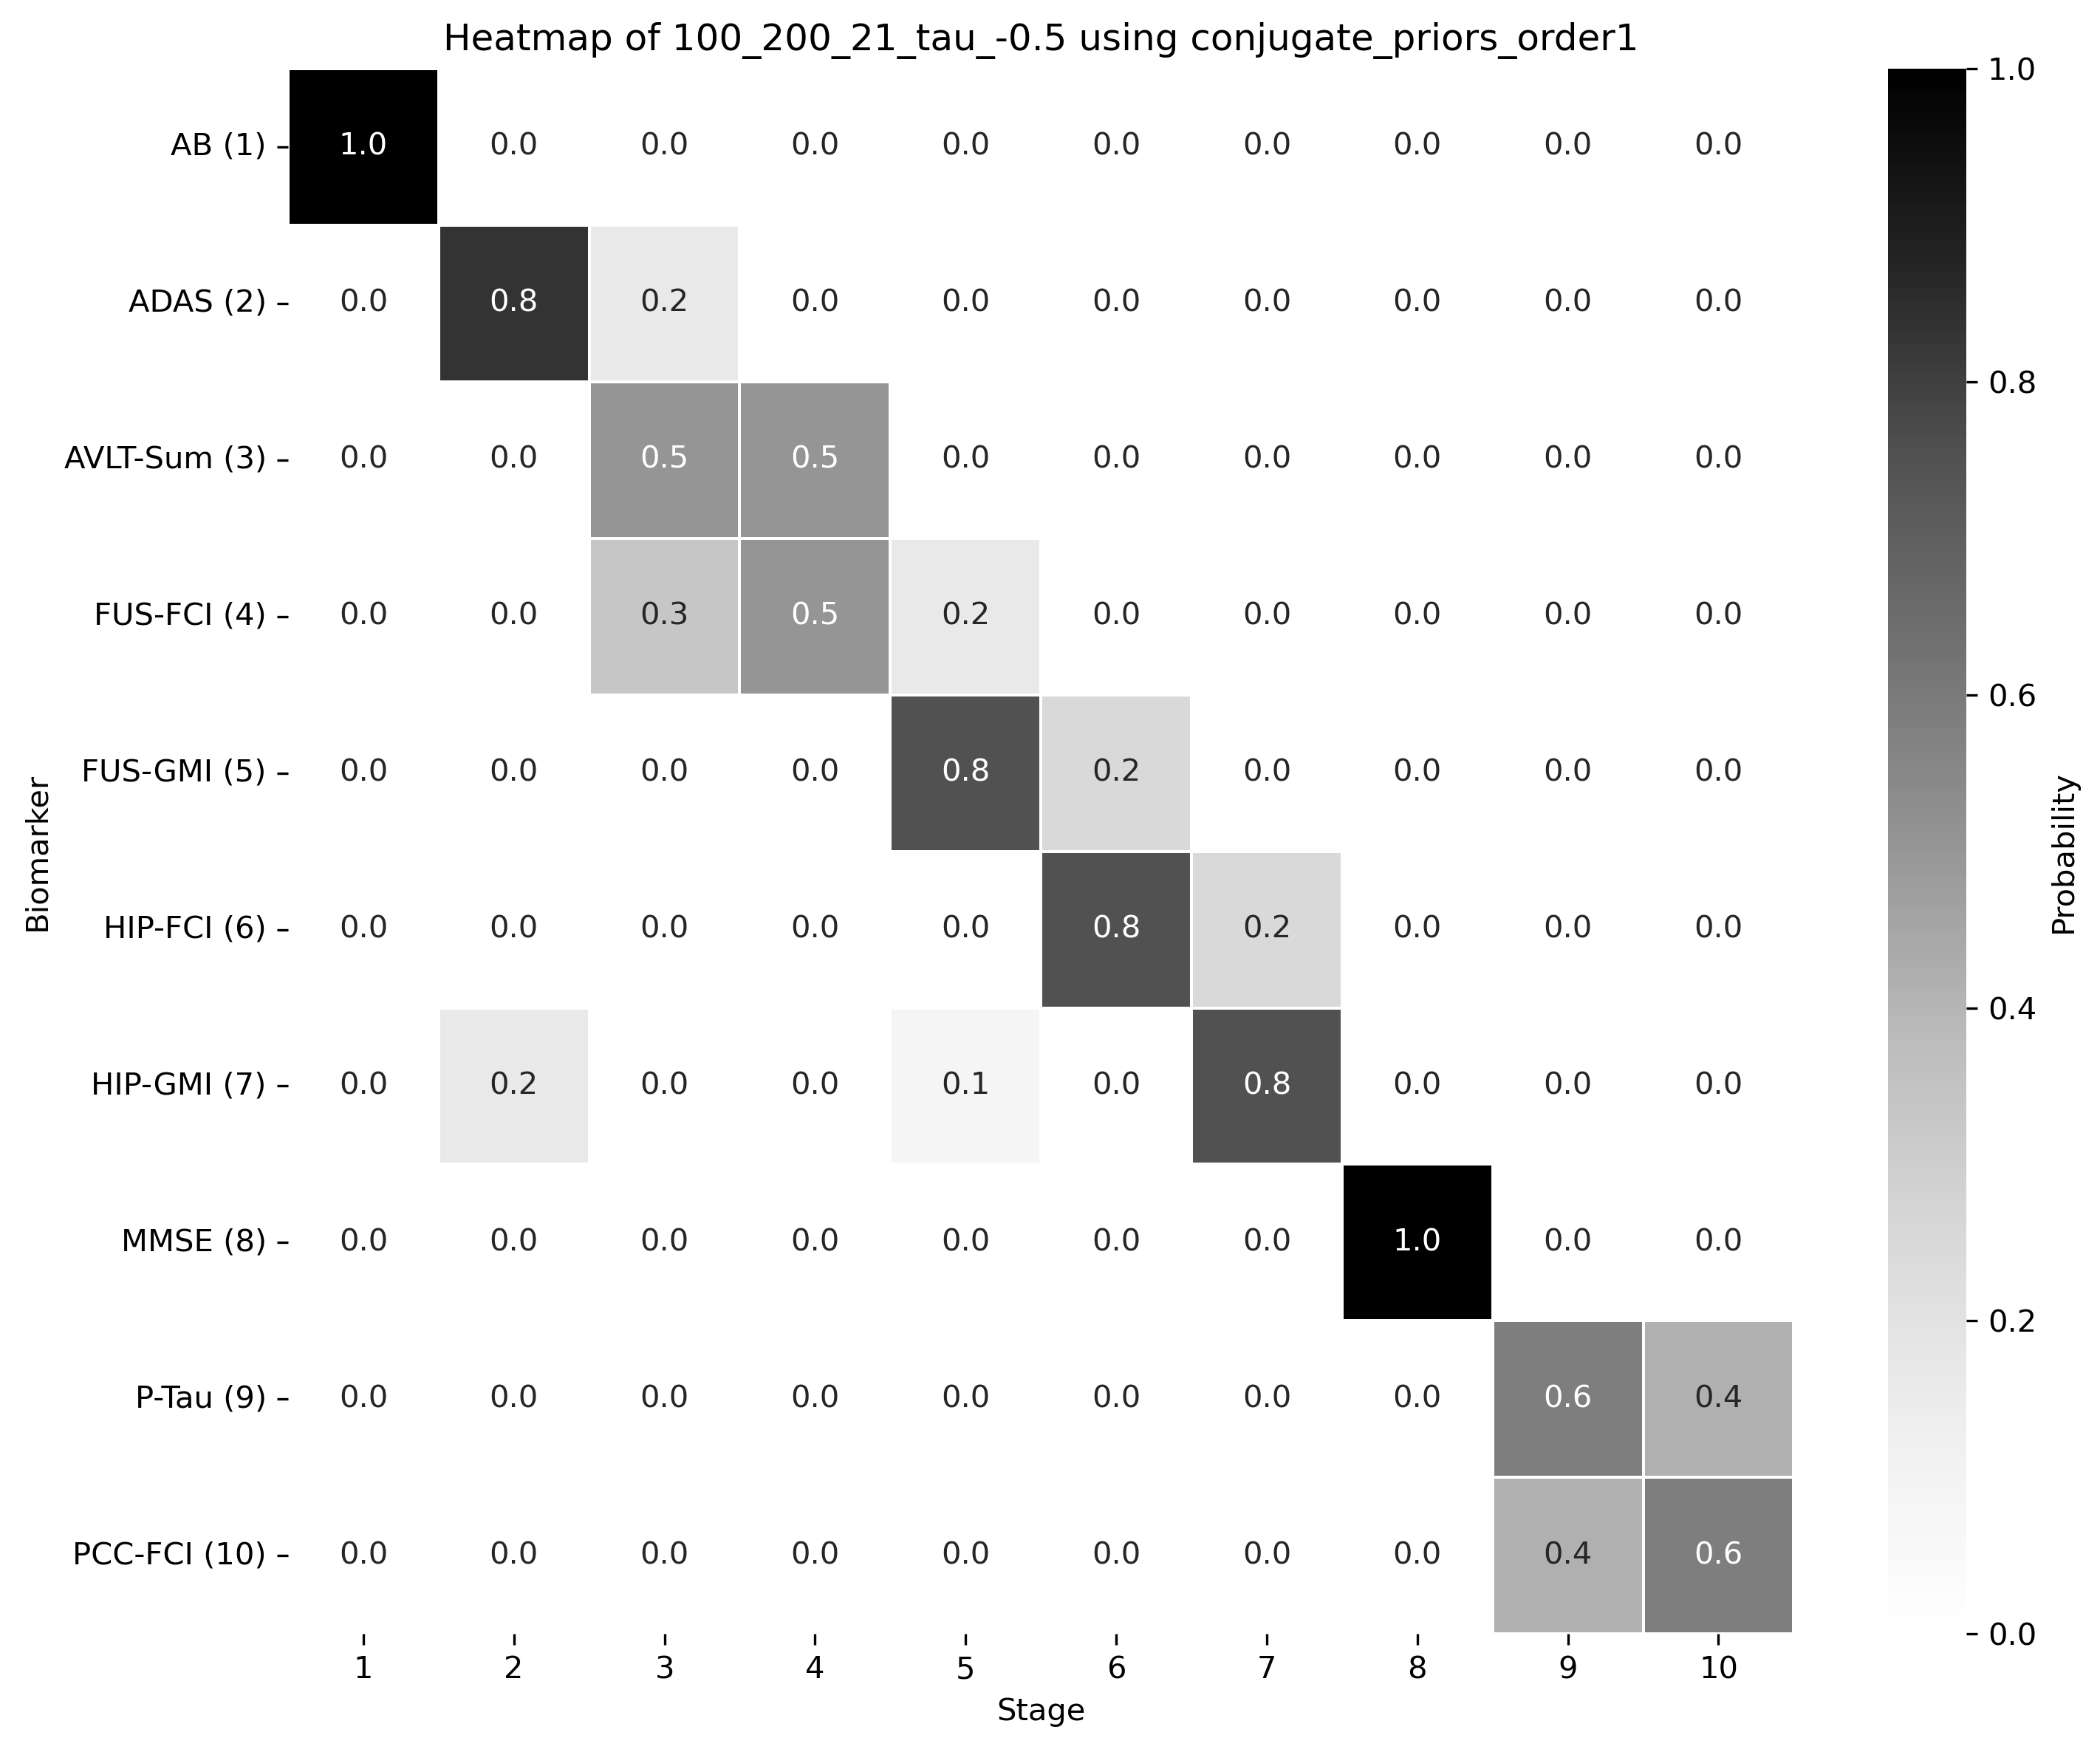 Heatmap of 100_200_21_tau_-0.5 using conjugate_priors_order1
AB (1) 1.0 0.0 0.0 0.0 0.0 0.0 0.0 0.0 0.0 0.0
ADAS (2) 0.0 0.8 0.2 0.0 0.0 0.0 0.0 0.0 0.0 0.0
AVLT-Sum (3) 0.0 0.0 0.5 0.5 0.0 0.0 0.0 0.0 0.0 0.0
FUS-FCI (4) 0.0 0.0 0.3 0.5 0.2 0.0 0.0 0.0 0.0 0.0
FUS-GMI (5) 0.0 0.0 0.0 0.0 0.8 0.2 0.0 0.0 0.0 0.0
HIP-FCI (6) 0.0 0.0 0.0 0.0 0.0 0.8 0.2 0.0 0.0 0.0
HIP-GMI (7) 0.0 0.2 0.0 0.0 0.1 0.0 0.8 0.0 0.0 0.0
MMSE (8) 0.0 0.0 0.0 0.0 0.0 0.0 0.0 1.0 0.0 0.0
P-Tau (9) 0.0 0.0 0.0 0.0 0.0 0.0 0.0 0.0 0.6 0.4
PCC-FCI (10) 0.0 0.0 0.0 0.0 0.0 0.0 0.0 0.0 0.4 0.6
1 2 3 4 5 6 7 8 9 10
Stage
Biomarker
1.0
0.8
0.6
0.4
0.2
0.0
Probability